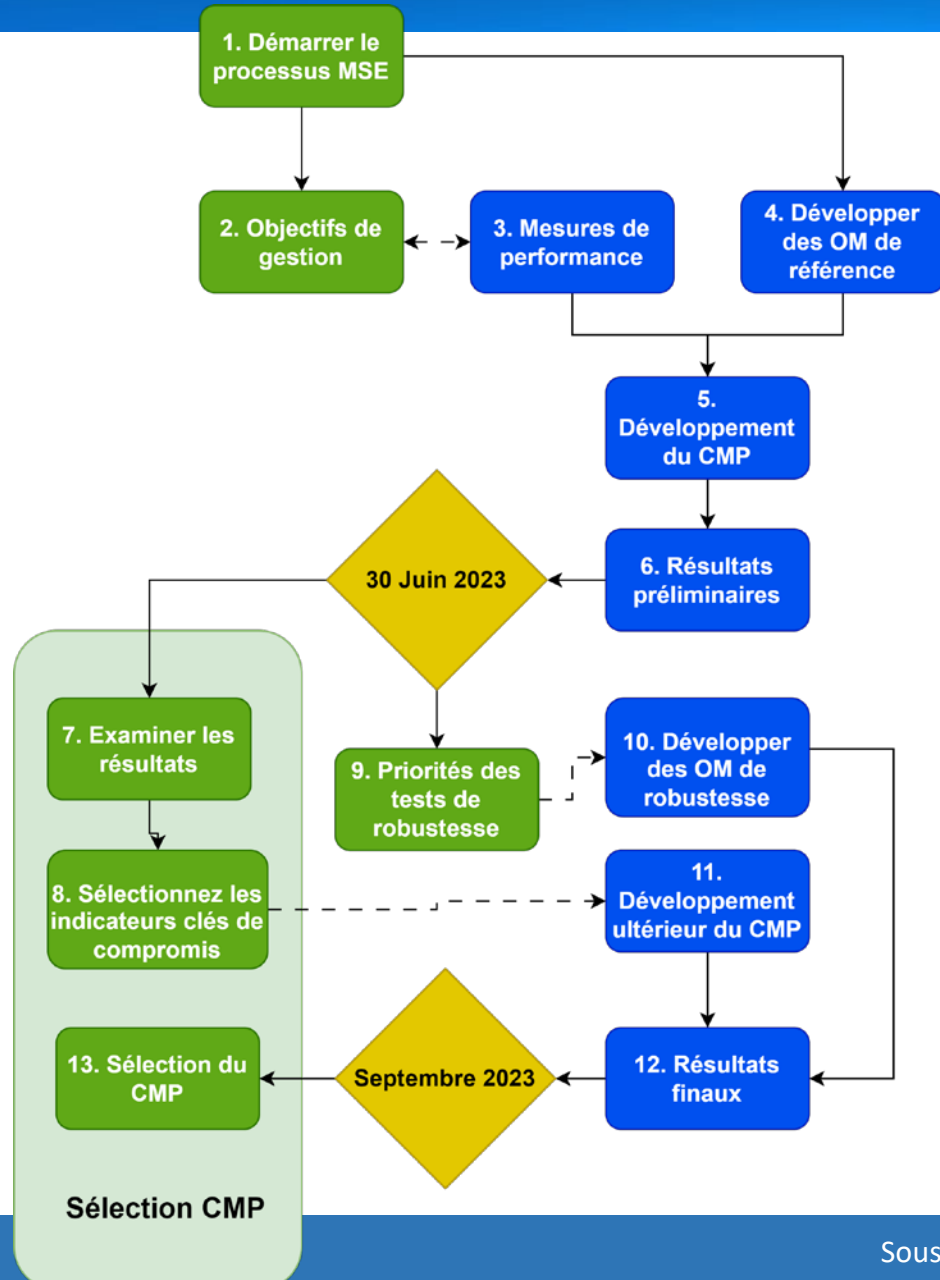 1. Démarrer le
processus MSE
2. Objectifs de
gestion
3. Mesures de
performance
4. Développer
des OM de
référence
5.
Développement
du CMP
6. Résultats
préliminaires
30 Juin 2023
7. Examiner les
résultats
9. Priorités des
tests de
robustesse
10. Développer
des OM de
robustesse
8. Sélectionnez les
indicateurs clés de
compromis
11.
Développement
ultérieur du CMP
13. Sélection du
CMP
Septembre 2023
12. Résultats
finaux
Sélection CMP
Sous